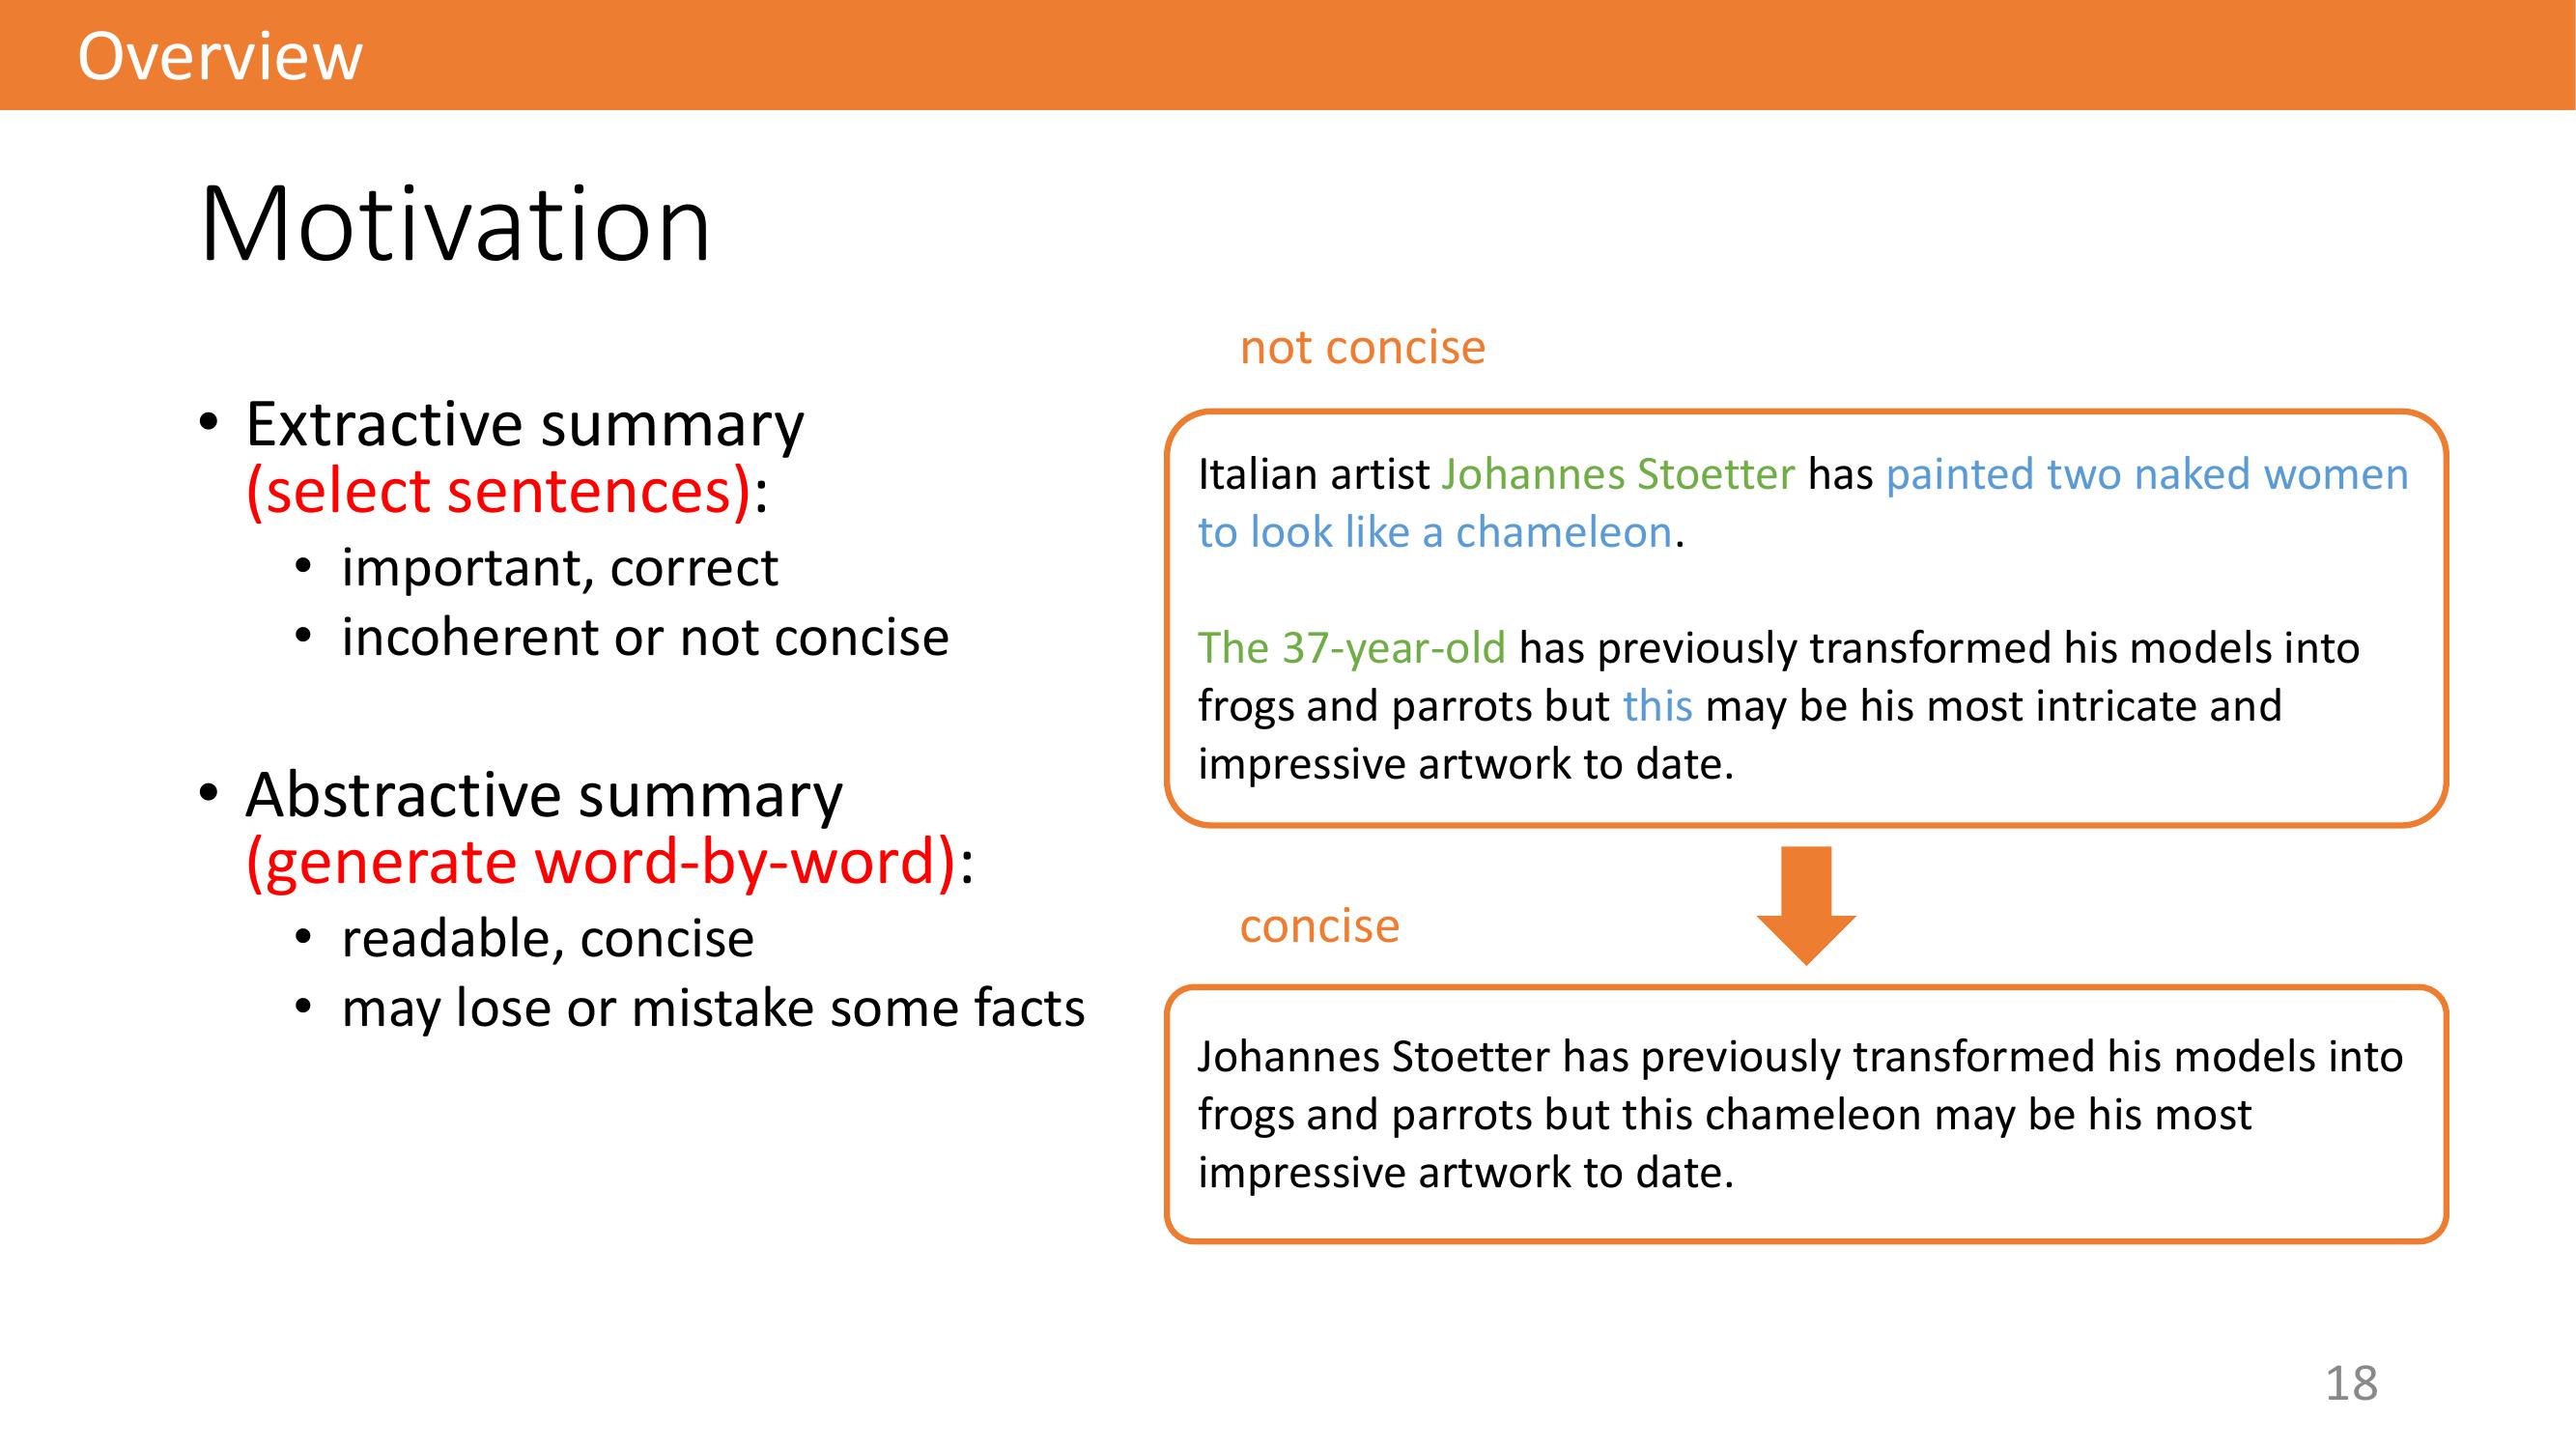 Overview
Motivation
• Extractive summary
(select sentences):
• important, correct
• incoherent or not concise
• Abstractive summary
(generate word-by-word):
• readable, concise
• may lose or mistake some facts
not concise
Italian artist Johannes Stoetter has painted two naked women
to look like a chameleon.
The 37-year-old has previously transformed his models into
frogs and parrots but this may be his most intricate and
impressive artwork to date.
concise
Johannes Stoetter has previously transformed his models into
frogs and parrots but this chameleon may be his most
impressive artwork to date.
18